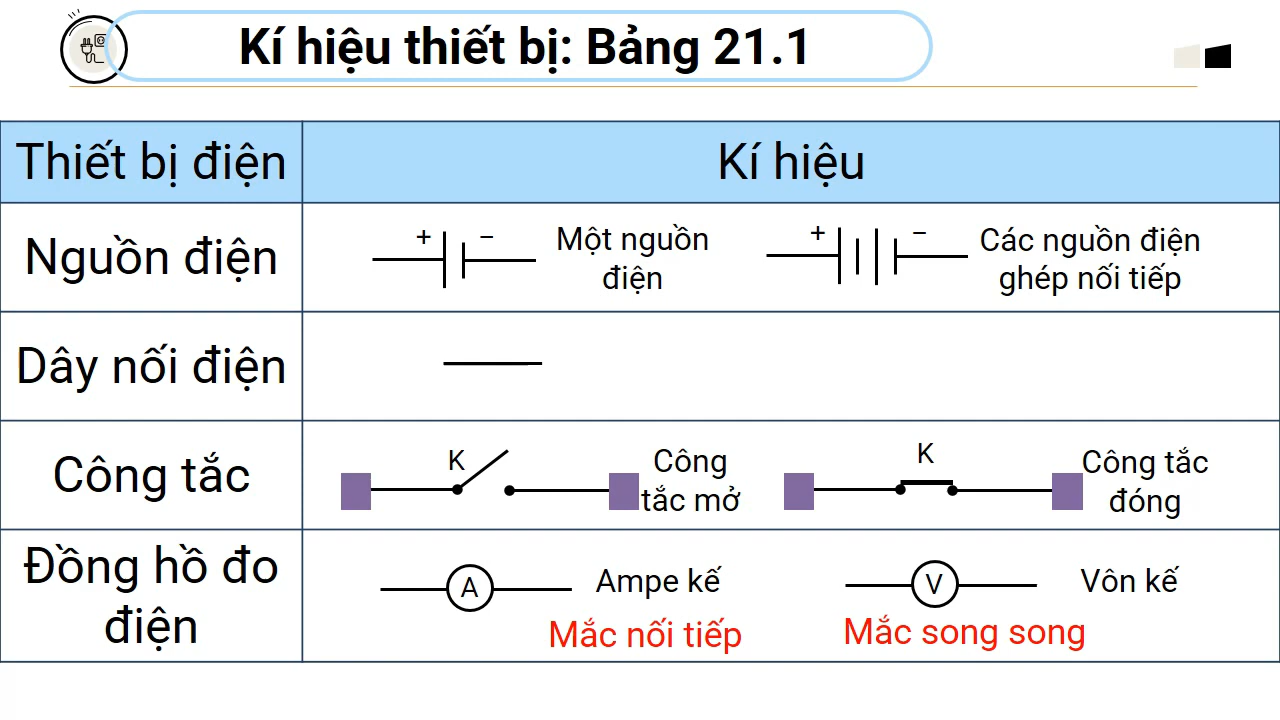 Kí hiệu thiết bị: Bảng 21.1
Thiết bị điện
Kí hiệu
Nguồn điện
+ −
Một nguồn
điện
+ −
Các nguồn điện
ghép nối tiếp
Dây nối điện
Công tắc
K
Công
tắc mở
K
Công tắc
đóng
Đồng hồ đo
điện
A
Ampe kế
Mắc nối tiếp
V
Vôn kế
Mắc song song